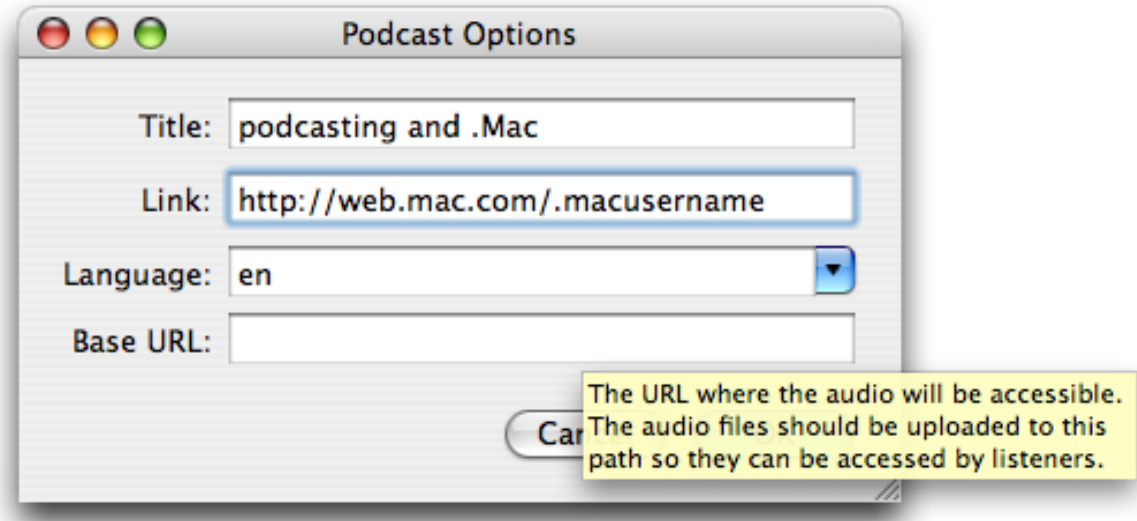 Podcast Options
Title: podcasting and .Mac
Link: http://web.mac.com/.macusername
Language: en
Base URL:
The URL where the audio will be accessible.
The audio files should be uploaded to this
path so they can be accessed by listeners.